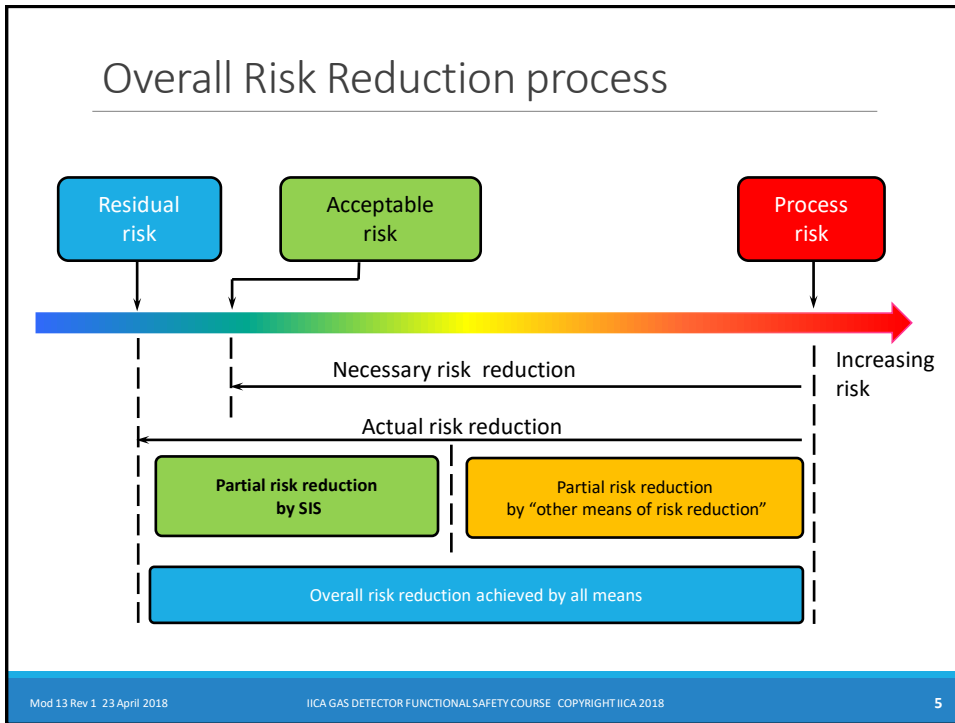 Overall Risk Reduction process
Residual
risk
Acceptable
risk
Process
risk
Increasing
risk
Necessary risk  reduction
Actual risk reduction
Partial risk reduction
by SIS
Partial risk reduction
by “other means of risk reduction”
Overall risk reduction achieved by all means
Mod 13 Rev 1  23 April 2018
IICA GAS DETECTOR FUNCTIONAL SAFETY COURSE  COPYRIGHT IICA 2018
5